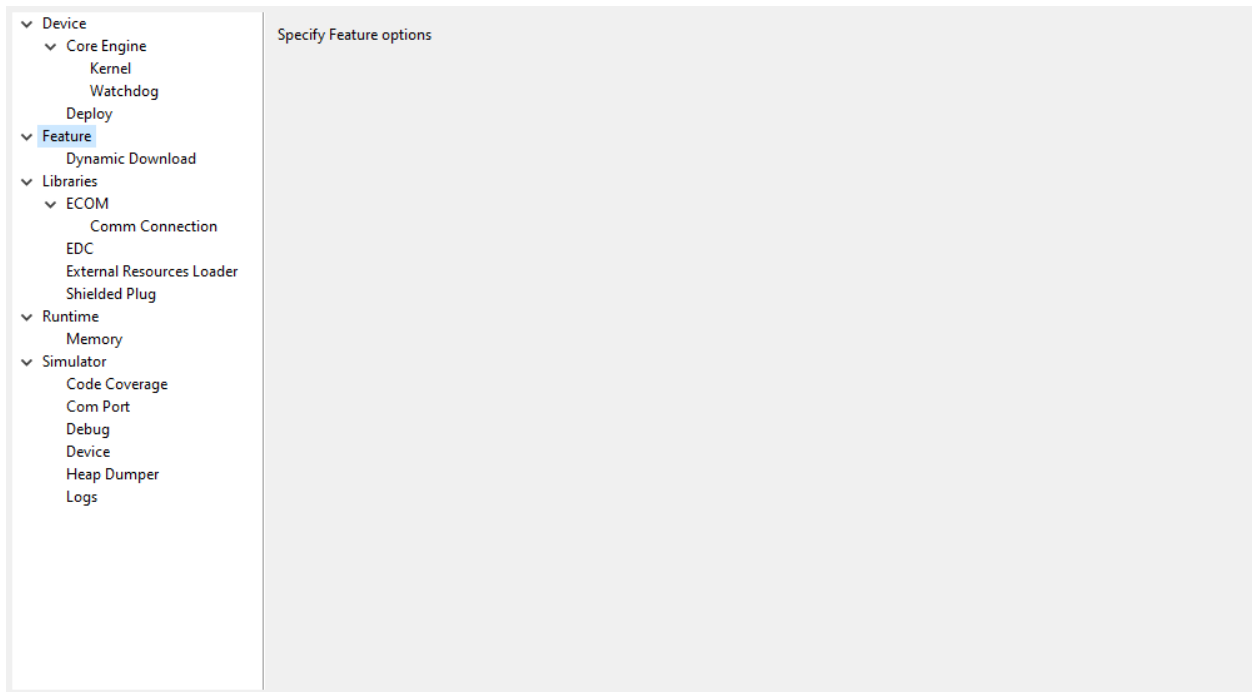 Device
Core Engine
Kernel
Watchdog
Deploy
Feature
Dynamic Download
Libraries
ECOM
Comm Connection
EDC
External Resources Loader
Shielded Plug
Runtime
Memory
Simulator
Code Coverage
Com Port
Debug
Device
Heap Dumper
Logs
Specify Feature options